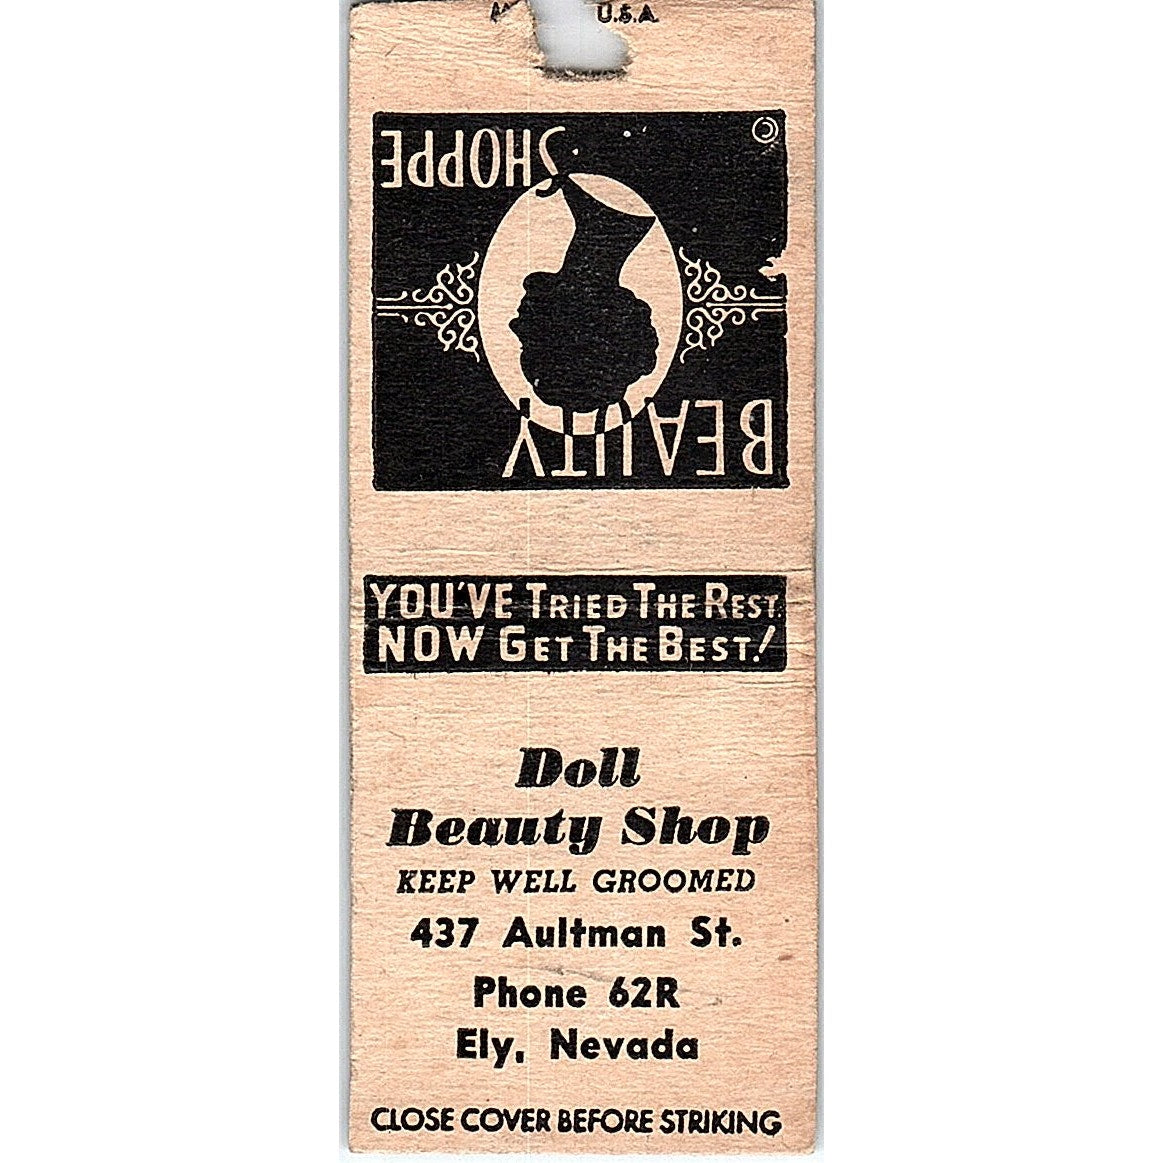 U.S.A.
BEAUTY
SHOPPE
©
YOU'VE TRIED THE REST
NOW GET THE BEST!
Doll
Beauty Shop
KEEP WELL GROOMED
437 Aultman St.
Phone 62R
Ely, Nevada
CLOSE COVER BEFORE STRIKING